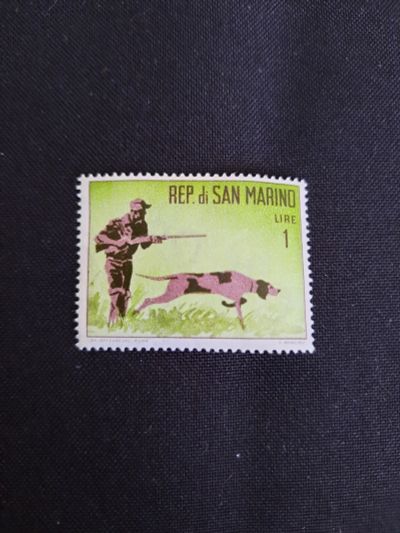 REP. di SAN MARINO
LIRE
1